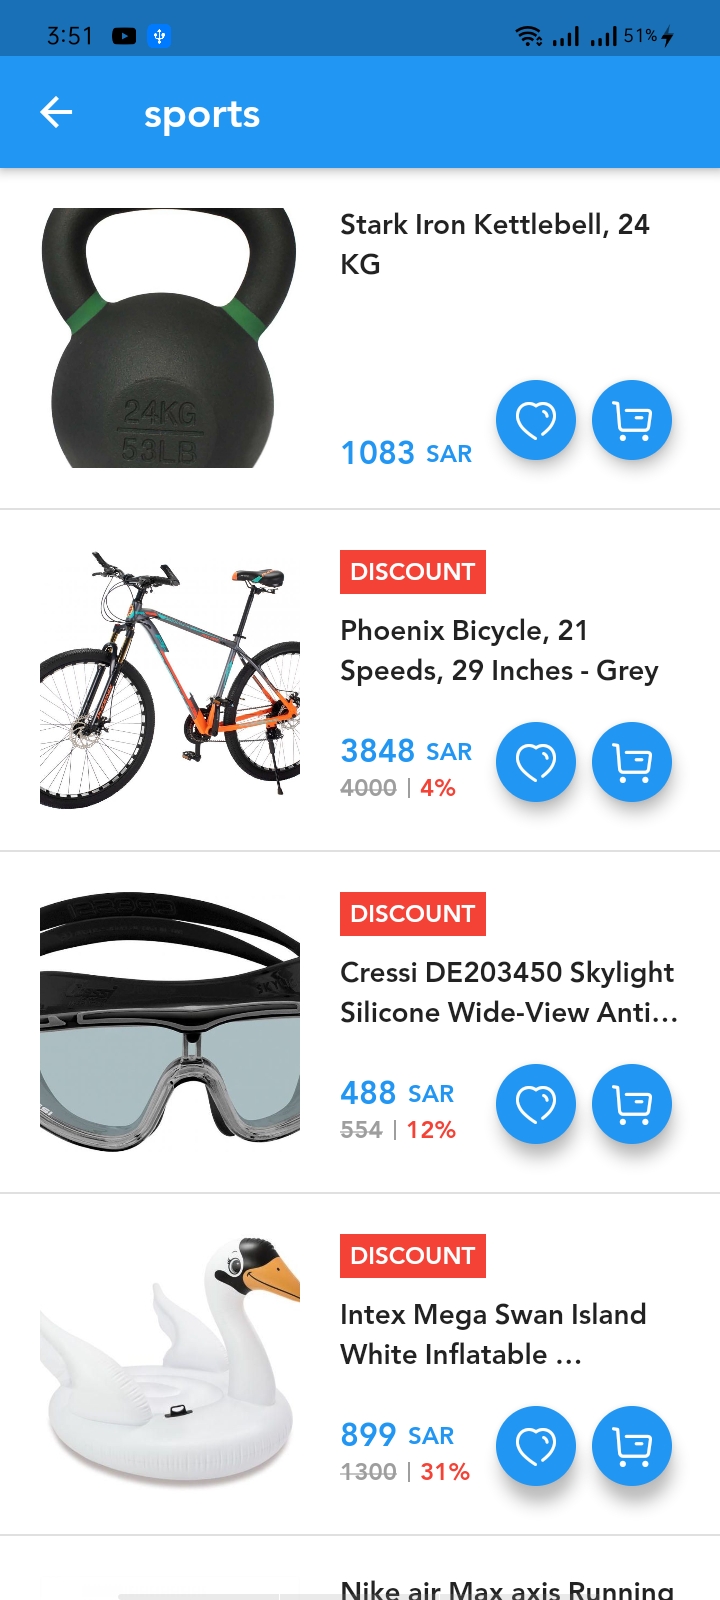 3:51
51%
sports
24KG
53LB
Stark Iron Kettlebell, 24
KG
1083 SAR
DISCOUNT
Phoenix Bicycle, 21
Speeds, 29 Inches - Grey
3848 SAR
4000 | 4%
DISCOUNT
Cressi DE203450 Skylight
Silicone Wide-View Anti...
488 SAR
554 | 12%
DISCOUNT
Intex Mega Swan Island
White Inflatable ...
899 SAR
1300 | 31%
Nike air Max axis Running